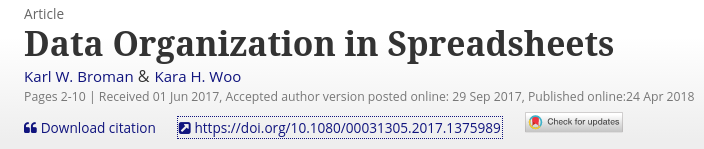 Article
Data Organization in Spreadsheets
Karl W. Broman & Kara H. Woo
Pages 2-10 | Received 01 Jun 2017, Accepted author version posted online: 29 Sep 2017, Published online:24 Apr 2018
Download citation https://doi.org/10.1080/00031305.2017.1375989 Check for updates